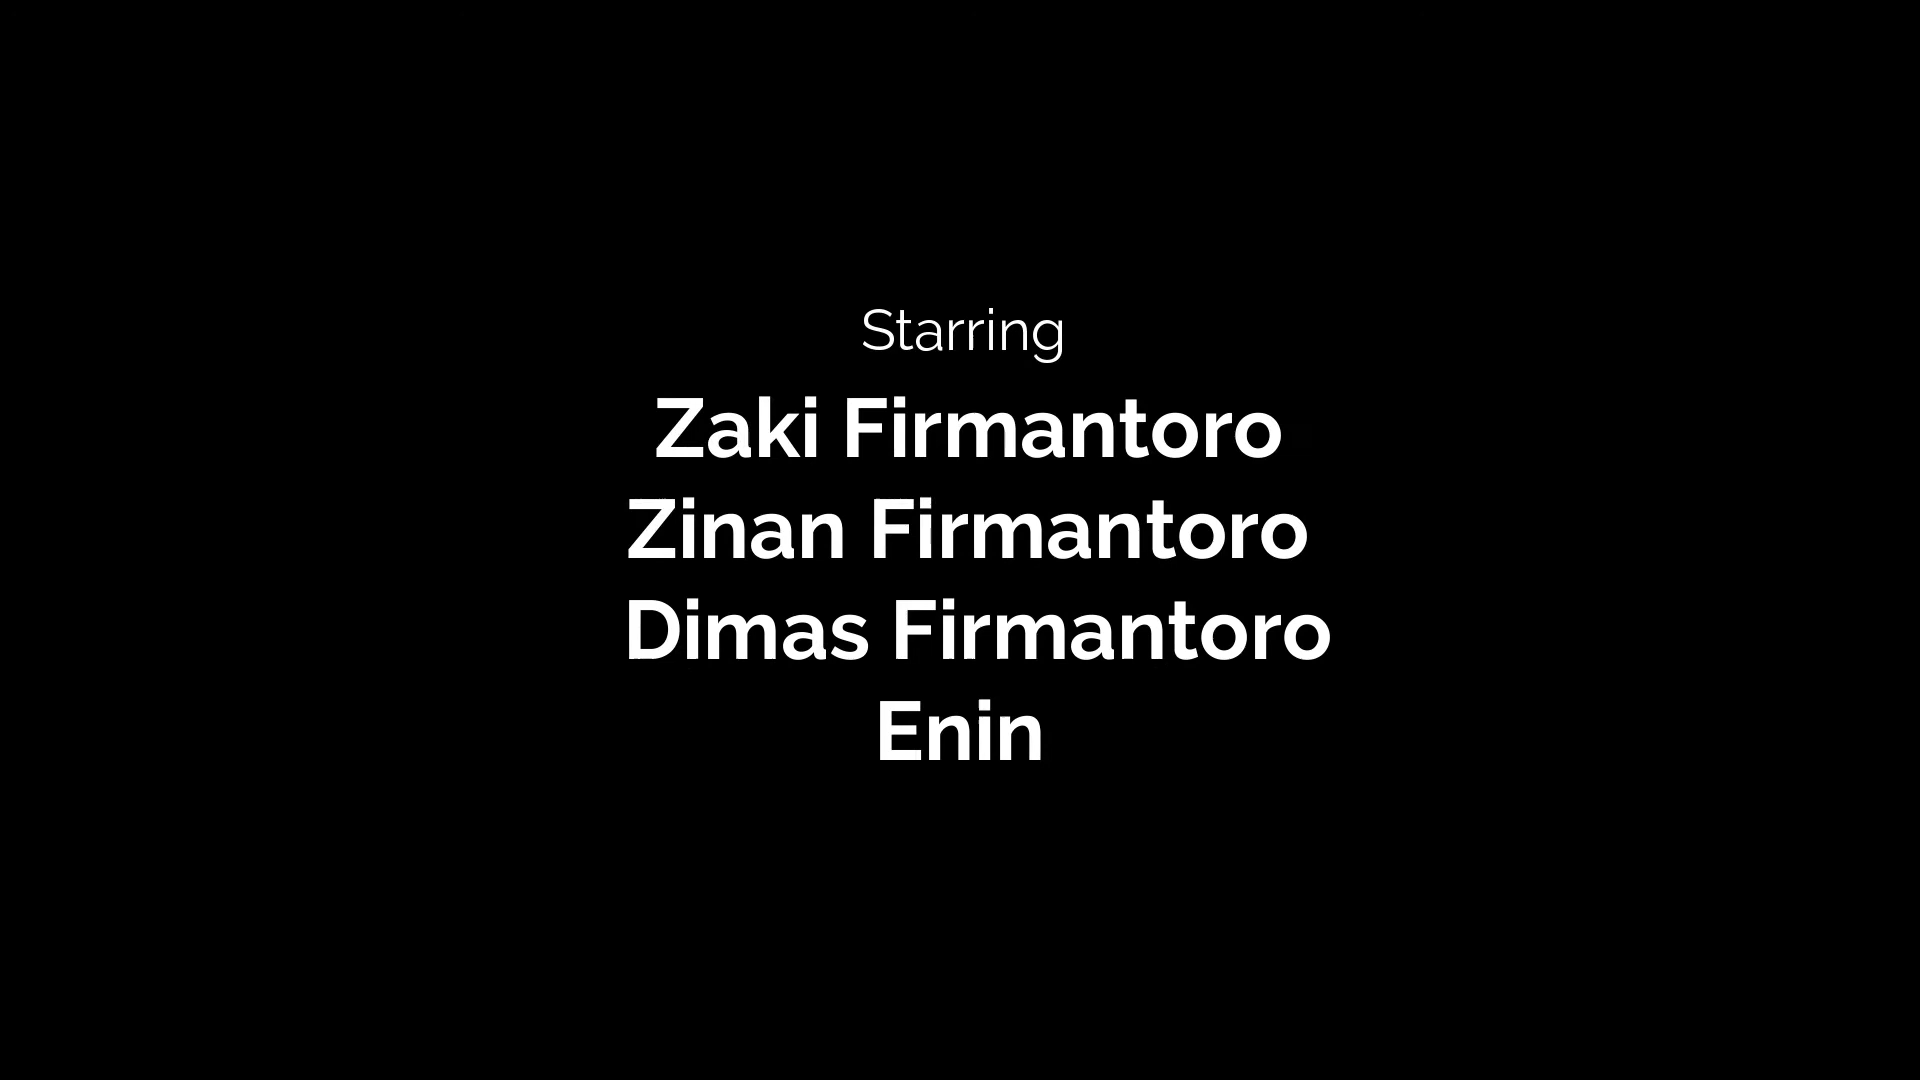 Starring
Zaki Firmantoro
Zinan Firmantoro
Dimas Firmantoro
Enin